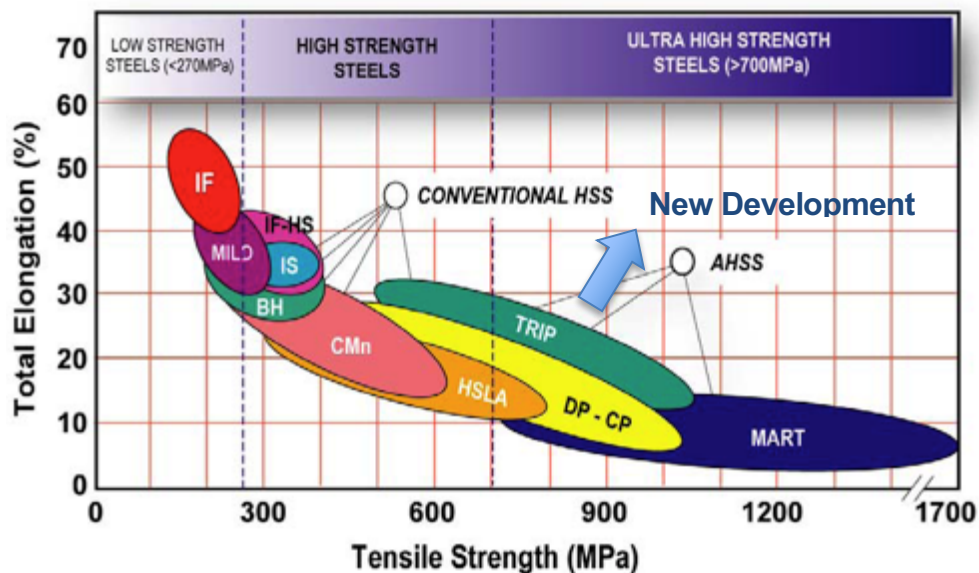 LOW STRENGTH
STEELS (<270MPa)
HIGH STRENGTH
STEELS
ULTRA HIGH STRENGTH
STEELS (>700MPa)
Total Elongation (%)
70
60
50
40
30
20
10
0
IF
IF-HS
MILD
IS
BH
CMn
HSLA
CONVENTIONAL HSS
New Development
AHSS
TRIP
DP - CP
MART
0
300
600
900
1200
1700
Tensile Strength (MPa)